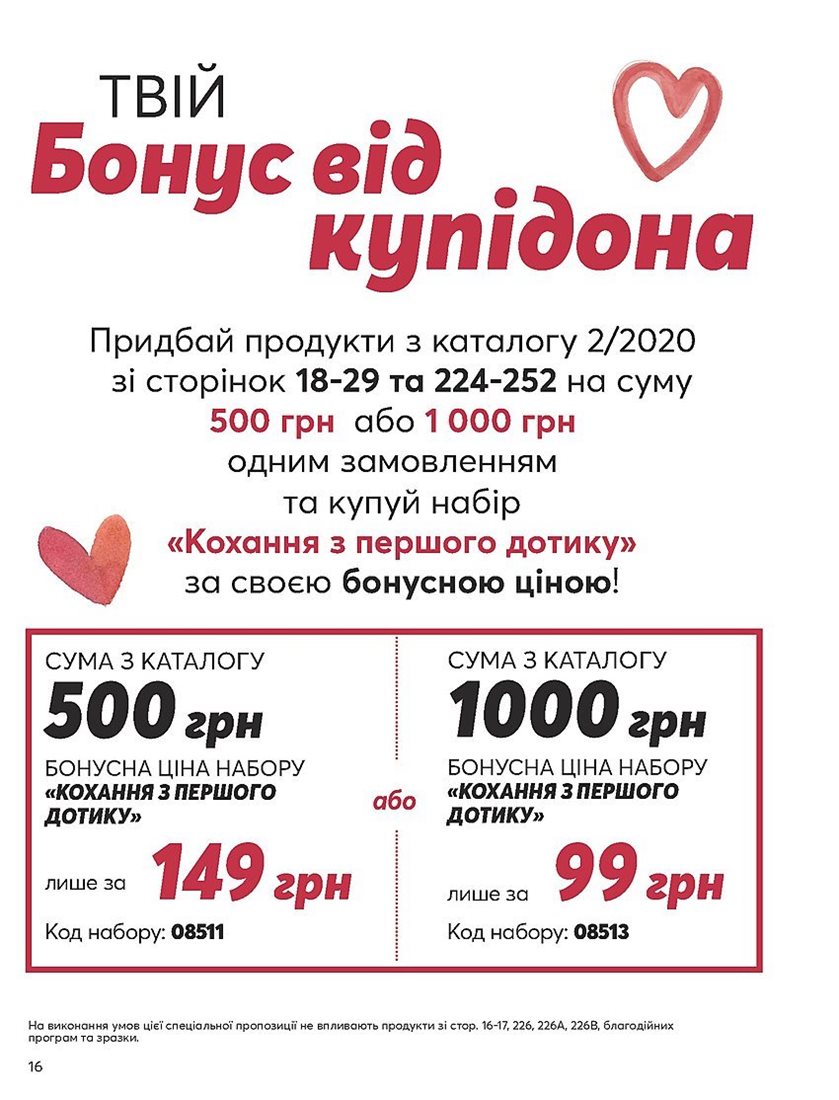 ТВІЙ
Бонус від
купідона
Придбай продукти з каталогу 2/2020
зі сторінок 18-29 та 224-252 на суму
500 грн або 1 000 грн
одним замовленням
та купуй набір
«Кохання з першого дотику»
за своєю бонусною ціною!
СУМА З КАТАЛОГУ
500 грн
БОНУСНА ЦІНА НАБОРУ
«КОХАННЯ З ПЕРШОГО
ДОТИКУ»
лише за 149 грн
Код набору: 08511
або
СУМА З КАТАЛОГУ
1000 грн
БОНУСНА ЦІНА НАБОРУ
«КОХАННЯ З ПЕРШОГО
ДОТИКУ»
лише за 99 грн
Код набору: 08513
На виконання умов цієї спеціальної пропозиції не впливають продукти зі стор. 16-17, 226, 226А, 226В, благодійних
програм та зразки.
16